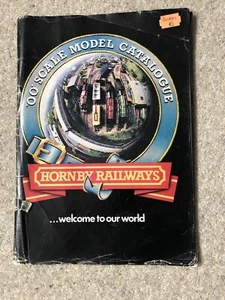 'OO' SCALE MODEL CATALOGUE
HORNBY RAILWAYS
...welcome to our world